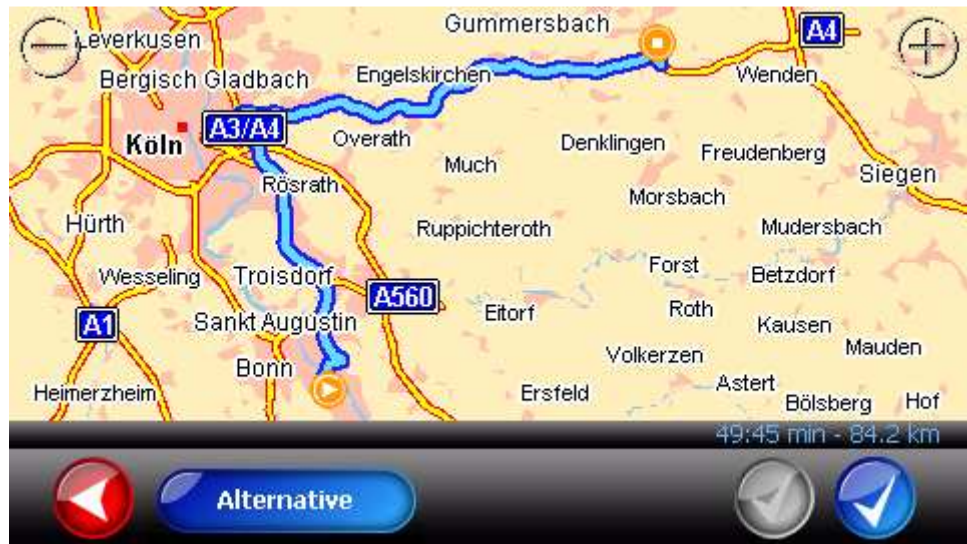 Gummersbach
A4
Leverkusen
Bergisch Gladbach
Engelskirchen
Wenden
A3/A4
Köln
Overath
Denklingen
Freudenberg
Much
Siegen
Rösrath
Morsbach
Hürth
Ruppichteroth
Mudersbach
Wesseling
Troisdorf
Forst
Betzdorf
A560
A1
Sankt Augustin
Eitorf
Roth
Kausen
Mauden
Volkerzen
Bonn
Heimerzheim
Ersfeld
Astert
Bölsberg
Hof
49:45 min - 84.2 km
Alternative